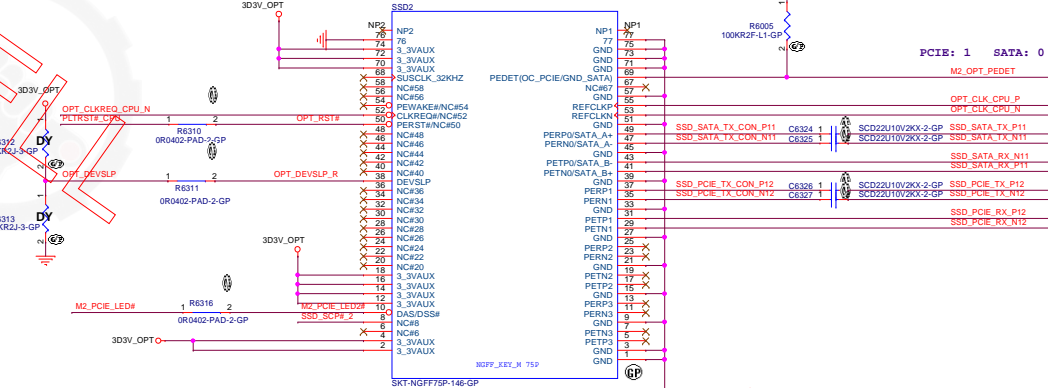 3D3V_OPT
SSD2
NP2
NP2
76
76
74
3_3VAUX
72
3_3VAUX
70
3_3VAUX
68
SUSCLK_32KHZ
58
NC#58
56
NC#56
54
PEWAKE#/NC#54
52
CLKREQ#/NC#52
50
PERST#/NC#50
48
NC#48
46
NC#46
44
NC#44
42
NC#42
40
NC#40
38
DEVSLP
36
NC#36
34
NC#34
32
NC#32
30
NC#30
28
NC#28
26
NC#26
24
NC#24
22
NC#22
20
NC#20
18
3_3VAUX
16
3_3VAUX
14
3_3VAUX
12
3_3VAUX
10
DAS/DSS#
8
NC#8
6
NC#6
4
3_3VAUX
2
3_3VAUX
NP1
NP1
77
77
75
GND
73
GND
71
GND
69
PEDET(OC_PCIE/GND_SATA)
67
NC#67
57
GND
55
REFCLKP
53
REFCLKN
51
GND
49
PERP0/SATA_A+
47
PERN0/SATA_A-
45
GND
43
PETP0/SATA_B-
41
PETN0/SATA_B+
39
GND
37
PERP1
35
PERN1
33
GND
31
PETP1
29
PETN1
27
GND
25
PERP2
23
PERN2
21
GND
19
PETN2
17
PETP2
15
GND
13
PERP3
11
PERN3
9
GND
7
PETN3
5
PETP3
3
GND
1
GND
NGFF_KEY_M 75P
SKT-NGFF75P-146-GP
GP
3D3V_OPT
OPT_CLKREQ_CPU_N
PLTRST#_CPU
R6310
OPT_RST#
0R0402-PAD-2-GP
DY
1
2
OPT_DEVSLP
1
2
OPT_DEVSLP_R
R6311
0R0402-PAD-2-GP
DY
3D3V_OPT
M2_PCIE_LED#
1
R6316
2
M2_PCIE_LED2#
0R0402-PAD-2-GP
SSD_SCP#_2
3D3V_OPT
R6005
100KR2F-L1-GP
2
PCIE: 1 SATA: 0
M2_OPT_PEDET
OPT_CLK_CPU_P
OPT_CLK_CPU_N
SSD_SATA_TX_CON_P11
C6324
1
SCD22U10V2KX-2-GP
SSD_SATA_TX_P11
SSD_SATA_TX_CON_N11
C6325
1
SCD22U10V2KX-2-GP
SSD_SATA_TX_N11
SSD_SATA_RX_N11
SSD_SATA_RX_P11
SSD_PCIE_TX_CON_P12
C6326
1
SCD22U10V2KX-2-GP
SSD_PCIE_TX_P12
SSD_PCIE_TX_CON_N12
C6327
1
SCD22U10V2KX-2-GP
SSD_PCIE_TX_N12
SSD_PCIE_RX_P12
SSD_PCIE_RX_N12